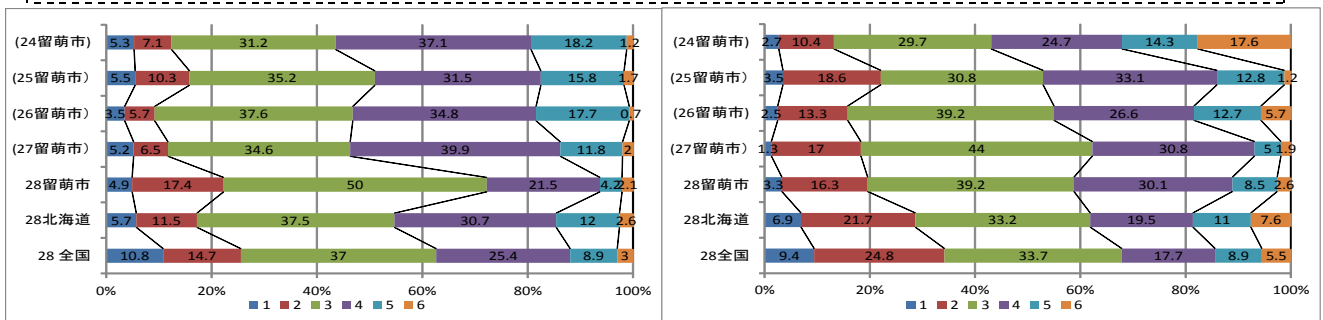 (24留萌市) 5.3 7.1 31.2 37.1 18.2 1.2
(25留萌市) 5.5 10.3 35.2 31.5 15.8 1.7
(26留萌市) 3.5 5.7 37.6 34.8 17.7 0.7
(27留萌市) 5.2 6.5 34.6 39.9 11.8 2
28留萌市 4.9 17.4 50 21.5 4.2 2.1
28北海道 5.7 11.5 37.5 30.7 12 2.6
28 全国 10.8 14.7 37 25.4 8.9 3
0% 20% 40% 60% 80% 100%
1 2 3 4 5 6
(24留萌市) 2.7 10.4 29.7 24.7 14.3 17.6
(25留萌市) 3.5 18.6 30.8 33.1 12.8 1.2
(26留萌市) 2.5 13.3 39.2 26.6 12.7 5.7
(27留萌市) 1.3 17 44 30.8 5 1.9
28留萌市 3.3 16.3 39.2 30.1 8.5 2.6
28北海道 6.9 21.7 33.2 19.5 11 7.6
28全国 9.4 24.8 33.7 17.7 8.9 5.5
0% 20% 40% 60% 80% 100%
1 2 3 4 5 6